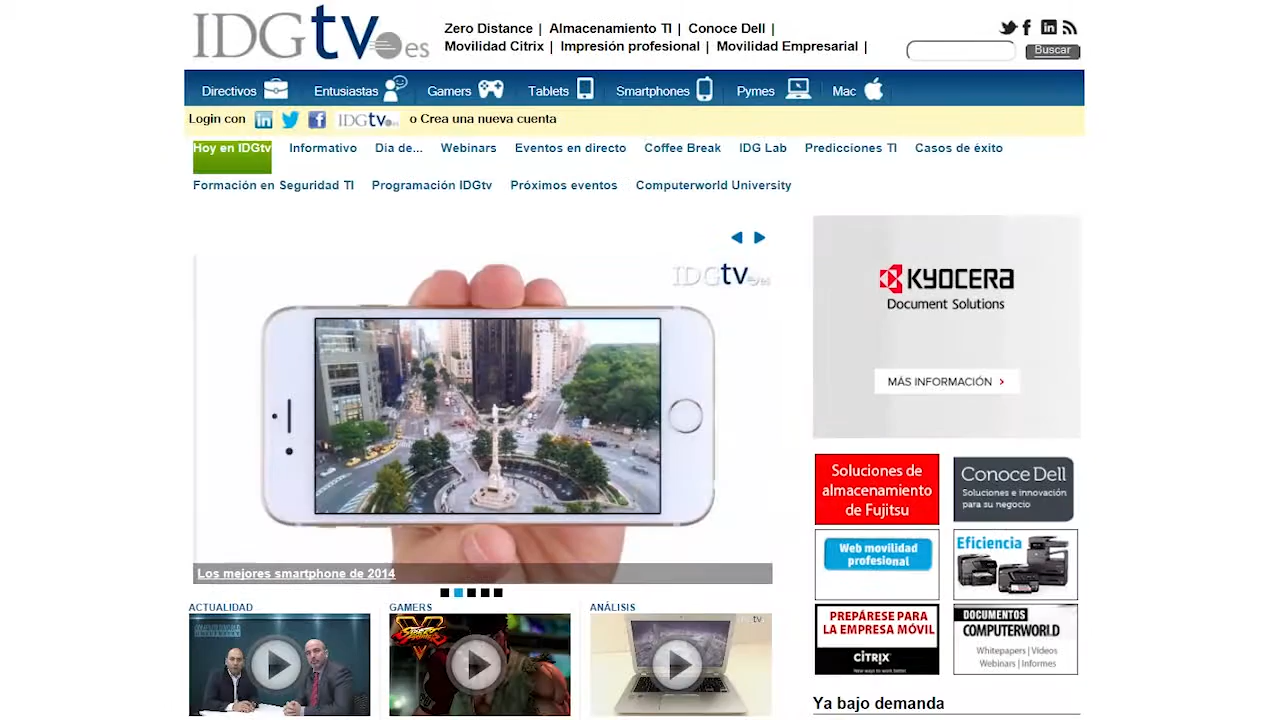 IDGtv.es
Zero Distance | Almacenamiento TI | Conoce Dell |
Movilidad Citrix | Impresión profesional | Movilidad Empresarial |
Buscar
Directivos Entusiastas Gamers Tablets Smartphones Pymes Mac
Login con IDGtv o Crea una nueva cuenta
Hoy en IDGtv Informativo Día de... Webinars Eventos en directo Coffee Break IDG Lab Predicciones TI Casos de éxito
Formación en Seguridad TI Programación IDGtv Próximos eventos Computerworld University
IDGtv.es
KYOCERA
Document Solutions
MÁS INFORMACIÓN >
Soluciones de
almacenamiento
de Fujitsu
Conoce Dell
Soluciones e innovación
para su negocio
Web movilidad
profesional
Eficiencia
Los mejores smartphone de 2014
ACTUALIDAD GAMERS ANÁLISIS
tv
PREPÁRESE PARA
LA EMPRESA MÓVIL
CITRIX
DOCUMENTOS
COMPUTERWORLD
Whitepapers | Vídeos
Webinars | Informes
Ya bajo demanda